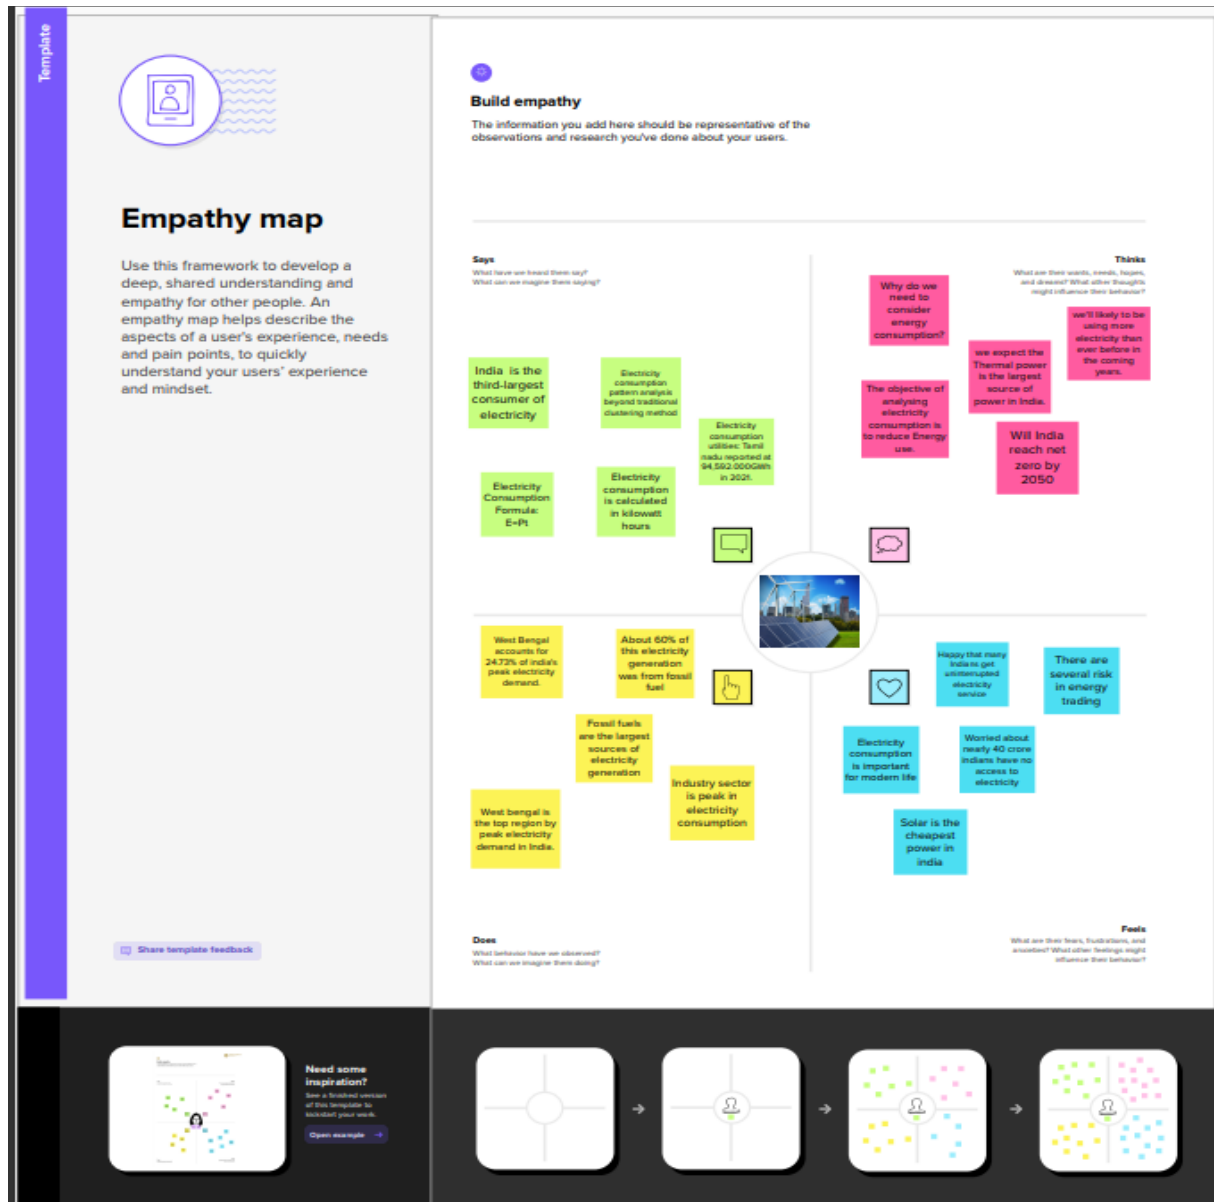 Template
Empathy map
Use this framework to develop a
deep, shared understanding and
empathy for other people. An
empathy map helps describe the
aspects of a user's experience, needs
and pain points, to quickly
understand your users' experience
and mindset.
Share template feedback
Build empathy
The information you add here should be representative of the
observations and research you've done about your users.
Says
What have we heard them say?
What can we imagine them saying?
India is the
third-largest
consumer of
electricity
Electricity
consumption
pattern analysis
beyond traditional
clustering method
Electricity
consumption
utilities: Tamil
nadu reported at
94,592.000GWh
in 2021.
Electricity
Consumption
Formula:
E=Pt
Electricity
consumption
is calculated
in kilowatt
hours
Thinks
What are their wants, needs, hopes,
and dreams? What other thoughts
might influence their behavior?
Why do we
need to
consider
energy
consumption?
we'll likely to be
using more
electricity than
ever before in
the coming
years.
we expect the
Thermal power
is the largest
source of
power in India.
The objective of
analysing
electricity
consumption is
to reduce Energy
use.
Will India
reach net
zero by
2050
West Bengal
accounts for
24.73% of india's
peak electricity
demand.
About 60% of
this electricity
generation
was from fossil
fuel
Fossil fuels
are the largest
sources of
electricity
generation
Industry sector
is peak in
electricity
consumption
West bengal is
the top region by
peak electricity
demand in India.
Does
What behavior have we observed?
What can we imagine them doing?
Happy that many
Indians get
uninterrupted
electricity
service
There are
several risk
in energy
trading
Electricity
consumption
is important
for modern life
Worried about
nearly 40 crore
indians have no
access to
electricity
Solar is the
cheapest
power in
india
Feels
What are their fears, frustrations, and
anxieties? What other feelings might
influence their behavior?
Need some
inspiration?
See a finished version
of this template to
kickstart your work.
Open example